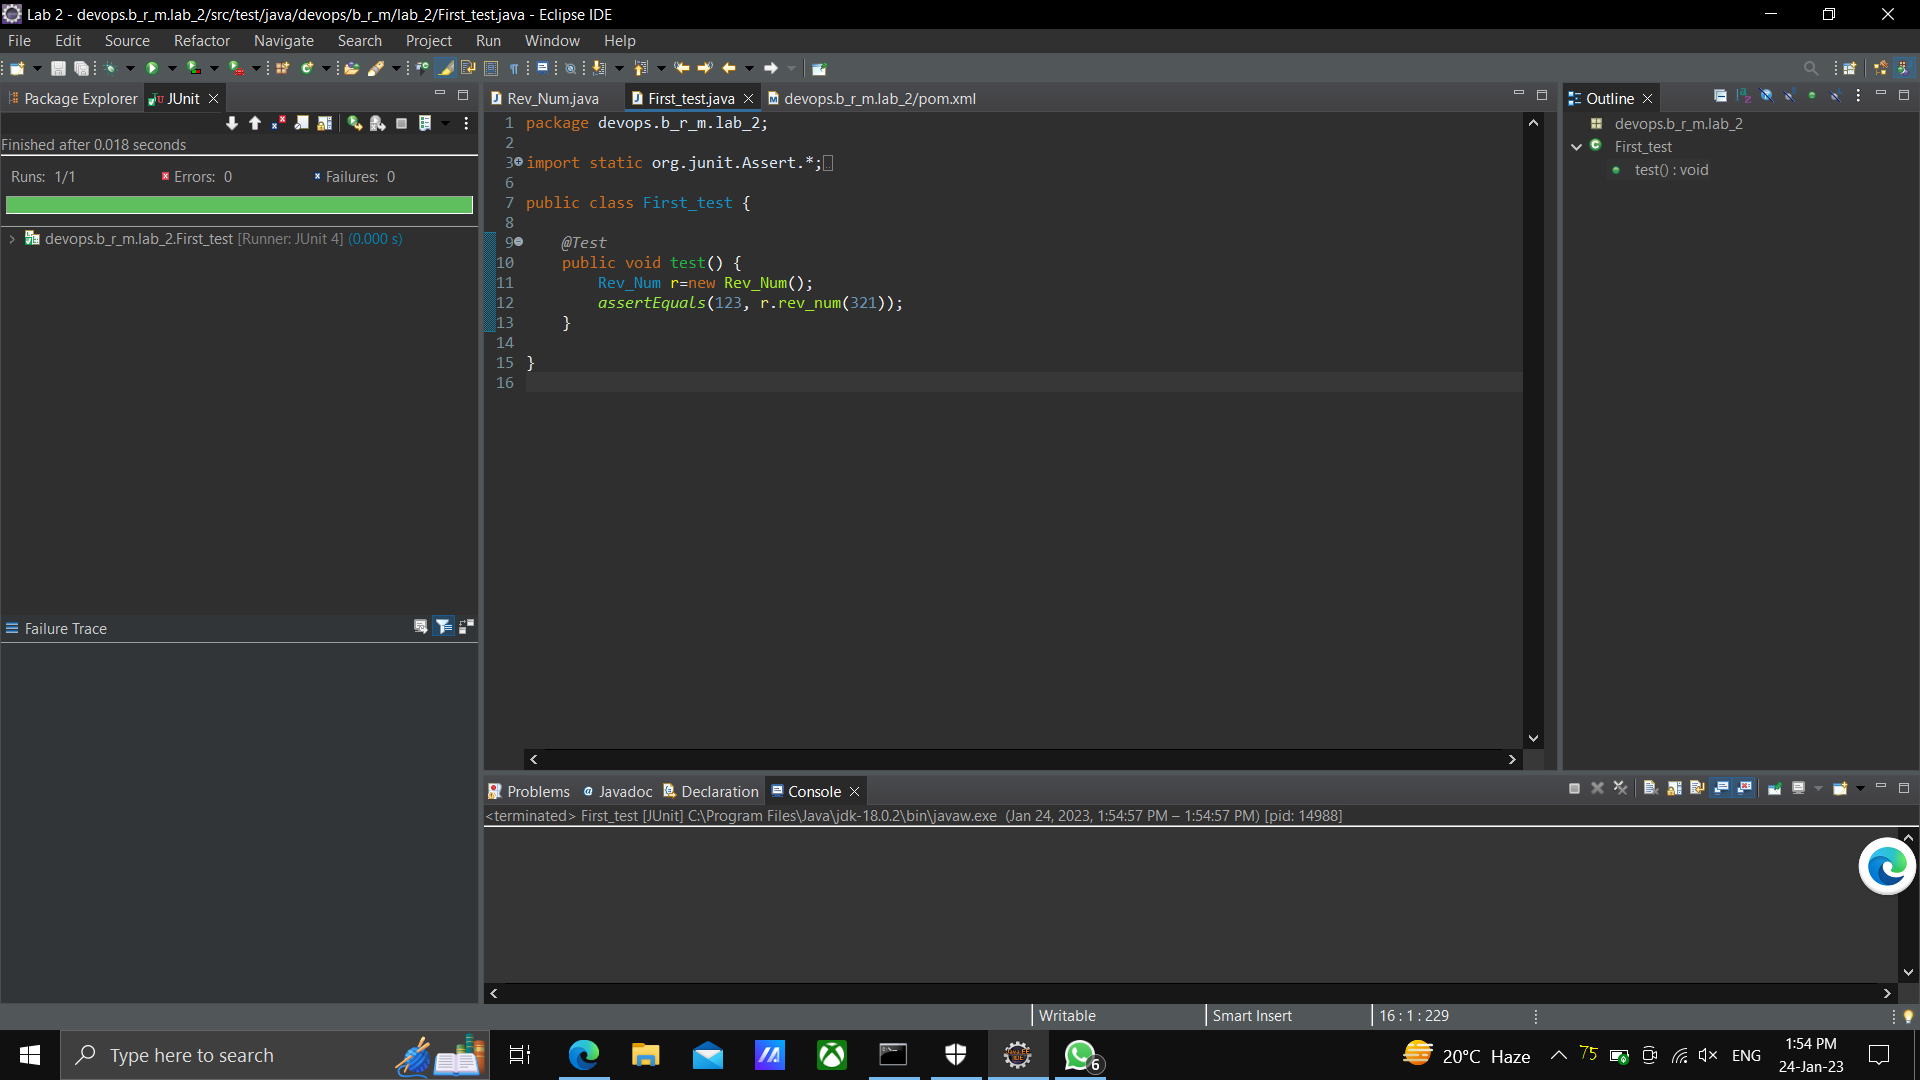 Lab 2 - devops.b_r_m.lab_2/src/test/java/devops/b_r_m/lab_2/First_test.java - Eclipse IDE
File Edit Source Refactor Navigate Search Project Run Window Help
Package Explorer JUnit
Finished after 0.018 seconds
Runs: 1/1 Errors: 0 Failures: 0
devops.b_r_m.lab_2.First_test [Runner: JUnit 4] (0.000 s)
Failure Trace
Rev_Num.java First_test.java devops.b_r_m.lab_2/pom.xml
1 package devops.b_r_m.lab_2;
2
3 import static org.junit.Assert.*;
6
7 public class First_test {
8
9 @Test
10 public void test() {
11 Rev_Num r=new Rev_Num();
12 assertEquals(123, r.rev_num(321));
13 }
14
15 }
16
Outline
devops.b_r_m.lab_2
First_test
test() : void
Problems Javadoc Declaration Console
<terminated> First_test [JUnit] C:\Program Files\Java\jdk-18.0.2\bin\javaw.exe (Jan 24, 2023, 1:54:57 PM – 1:54:57 PM) [pid: 14988]
Writable Smart Insert 16 : 1 : 229
Type here to search
6
20°C Haze
75
ENG
1:54 PM
24-Jan-23